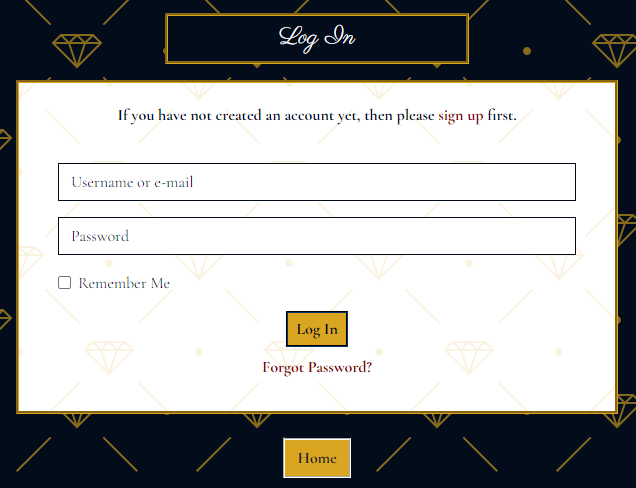 Log In
If you have not created an account yet, then please sign up first.
Username or e-mail
Password
Remember Me
Log In
Forgot Password?
Home